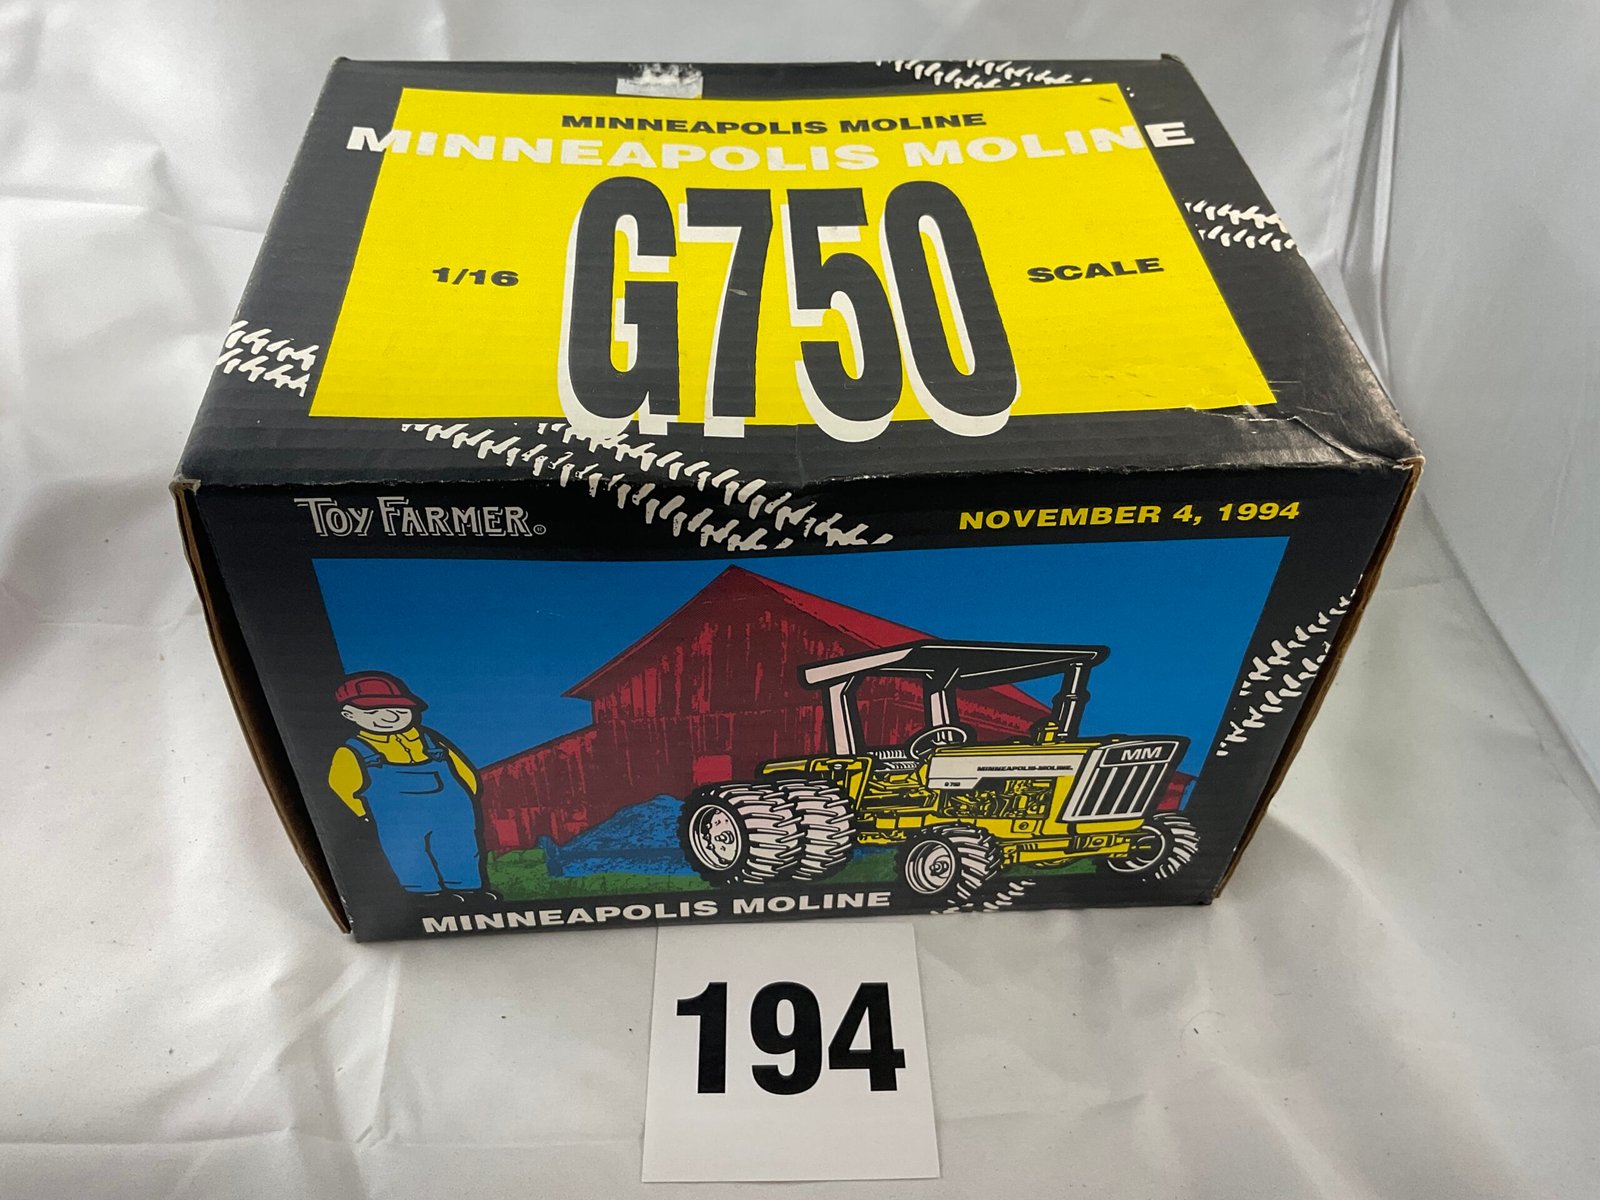 MINNEAPOLIS MOLINE
MINNEAPOLIS MOLINE
1/16 G750 SCALE
TOY FARMER
NOVEMBER 4, 1994
MM
MINNEAPOLIS-MOLINE
G750
MINNEAPOLIS MOLINE
194